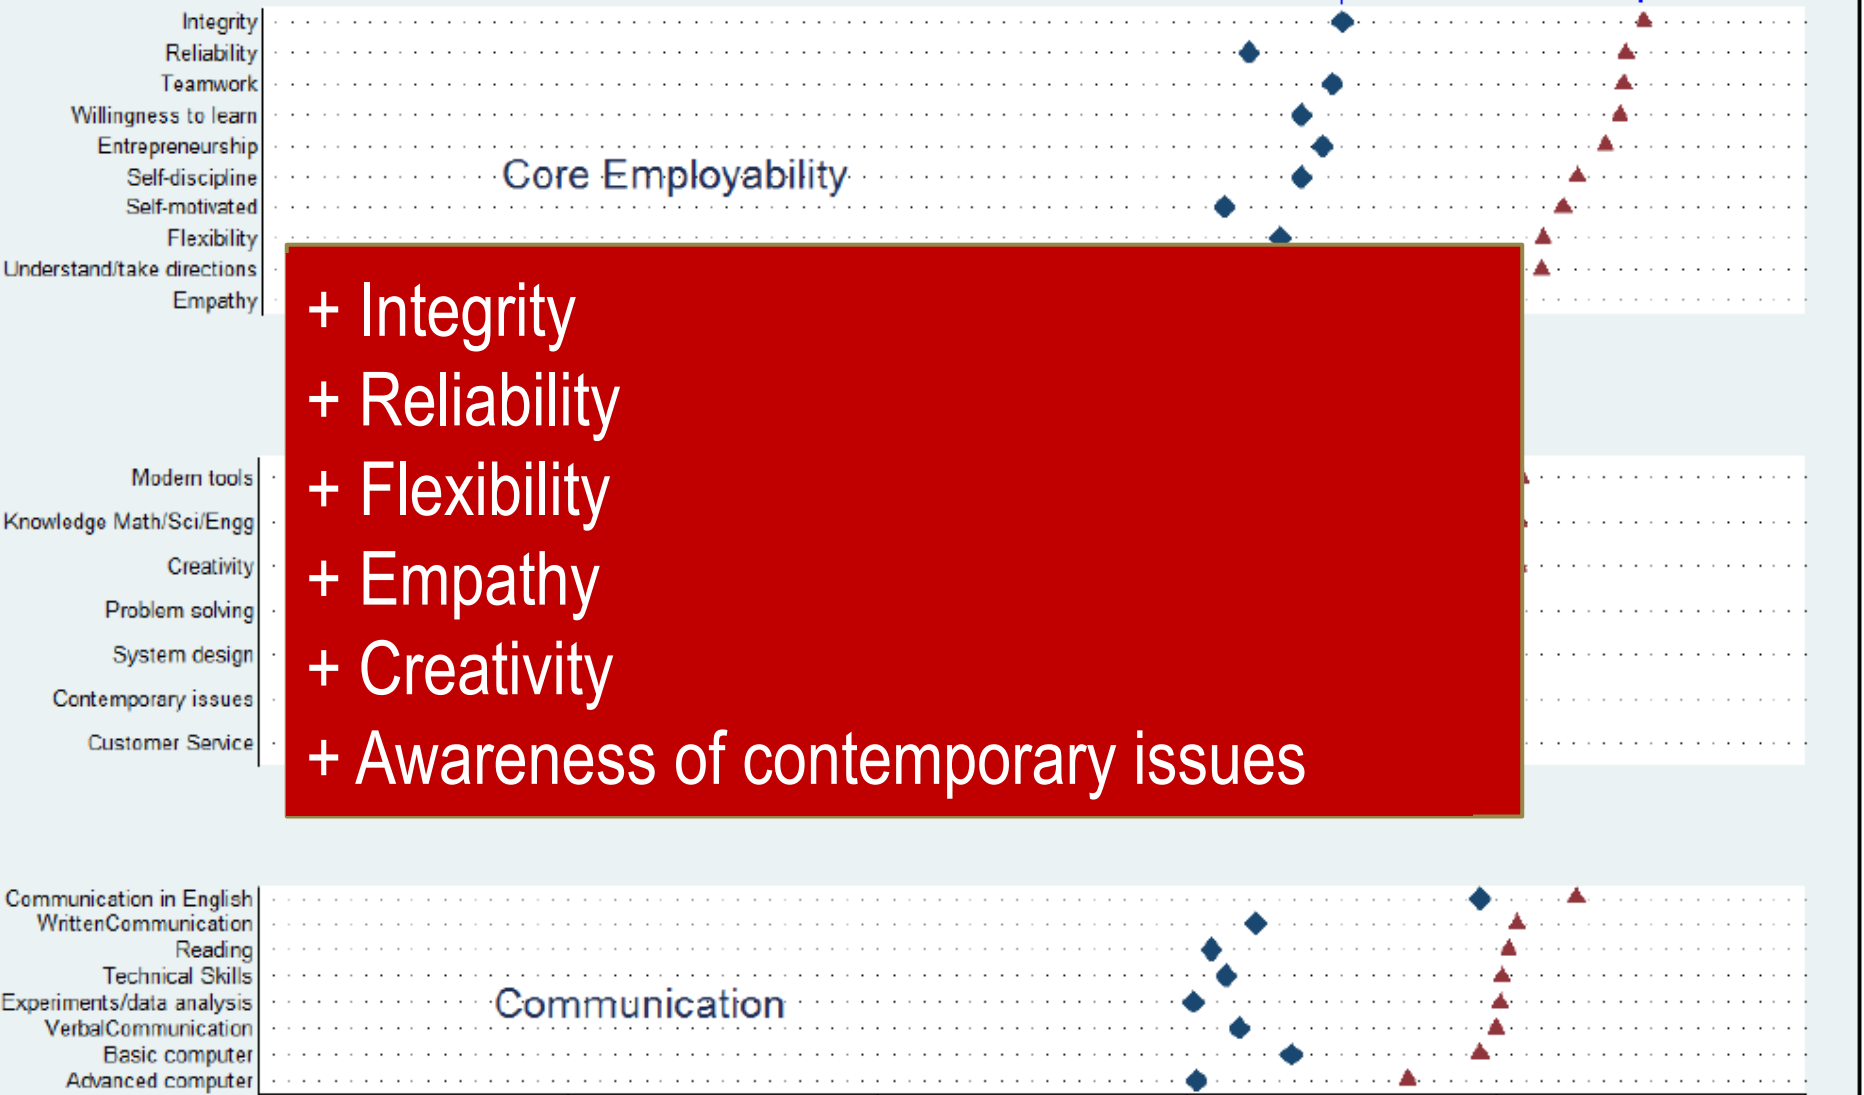 Integrity
Reliability
Teamwork
Willingness to learn
Entrepreneurship
Self-discipline
Self-motivated
Flexibility
Understand/take directions
Empathy
Core Employability
+ Integrity
+ Reliability
+ Flexibility
+ Empathy
+ Creativity
+ Awareness of contemporary issues
Modern tools
Knowledge Math/Sci/Engg
Creativity
Problem solving
System design
Contemporary issues
Customer Service
Communication in English
WrittenCommunication
Reading
Technical Skills
Experiments/data analysis
VerbalCommunication
Basic computer
Advanced computer
Communication